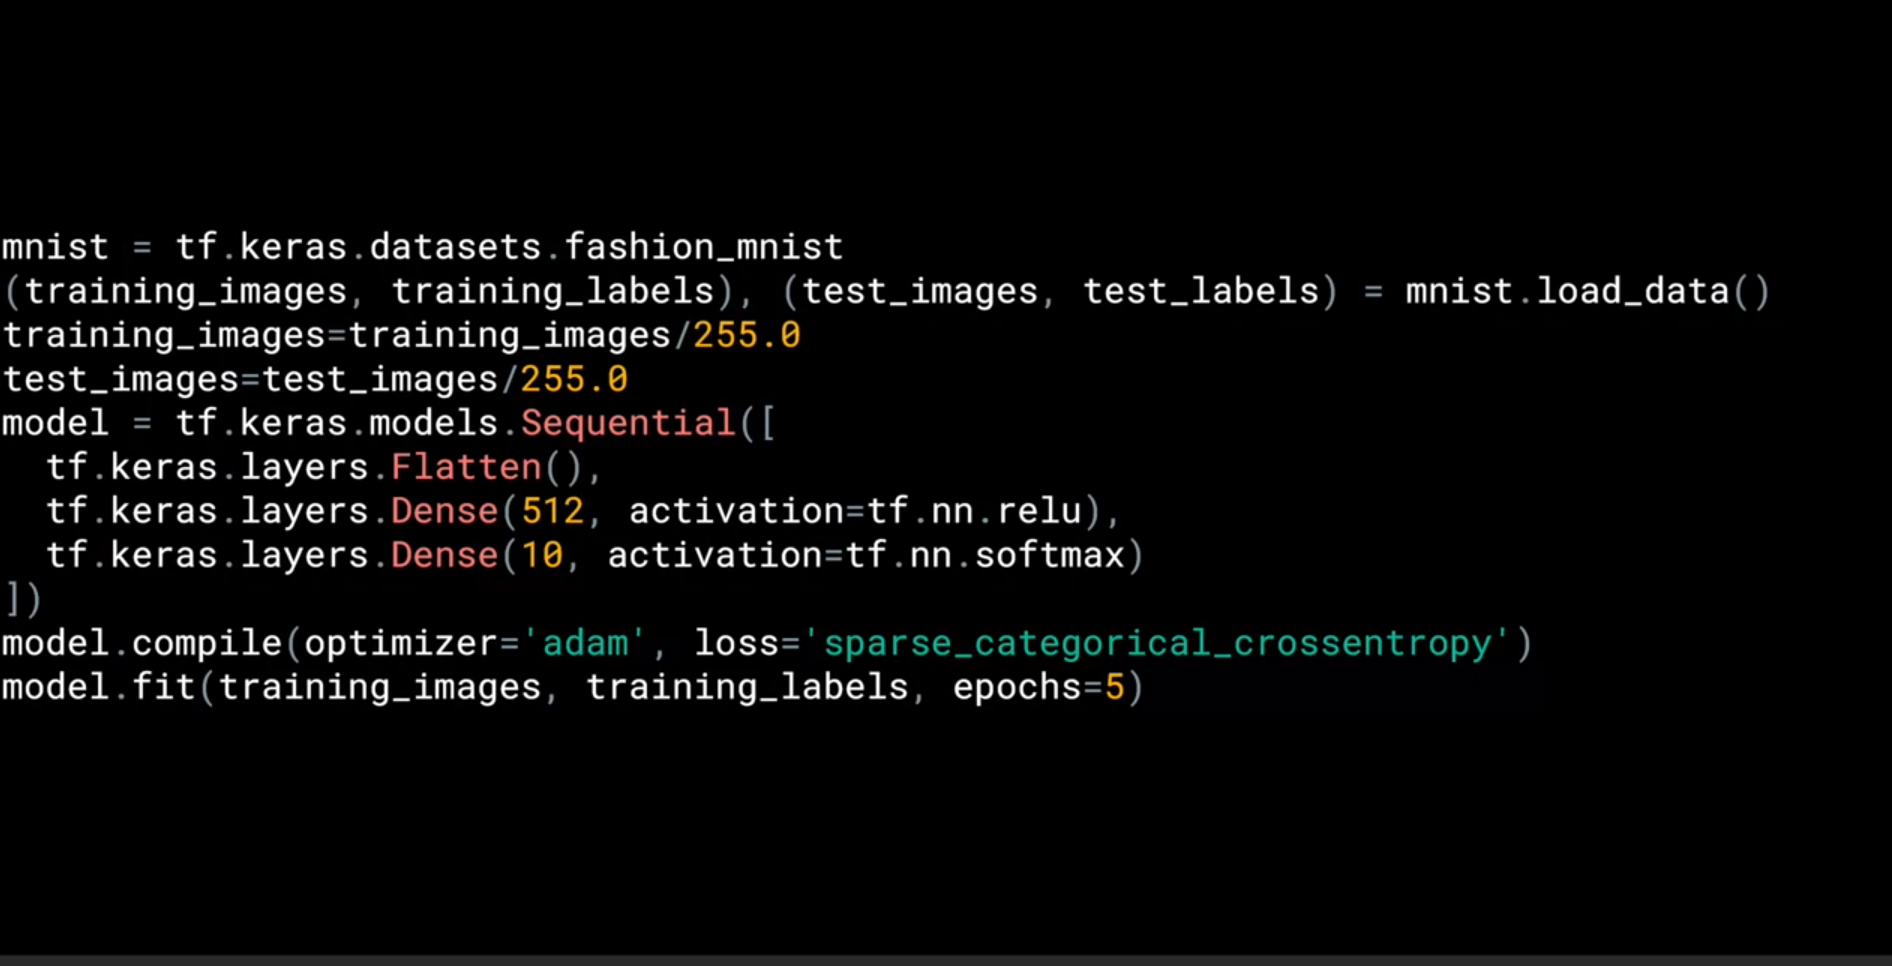 mnist = tf.keras.datasets.fashion_mnist
(training_images, training_labels), (test_images, test_labels) = mnist.load_data()
training_images=training_images/255.0
test_images=test_images/255.0
model = tf.keras.models.Sequential([
  tf.keras.layers.Flatten(),
  tf.keras.layers.Dense(512, activation=tf.nn.relu),
  tf.keras.layers.Dense(10, activation=tf.nn.softmax)
])
model.compile(optimizer='adam', loss='sparse_categorical_crossentropy')
model.fit(training_images, training_labels, epochs=5)